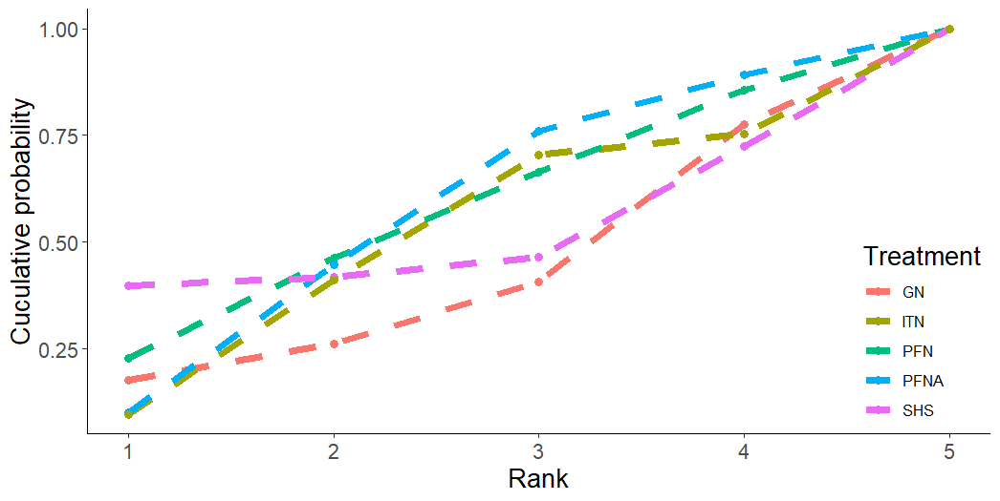 1.00
0.75
0.50
0.25
Cuculative probability
1 2 3 4 5
Rank
Treatment
GN
ITN
PFN
PFNA
SHS